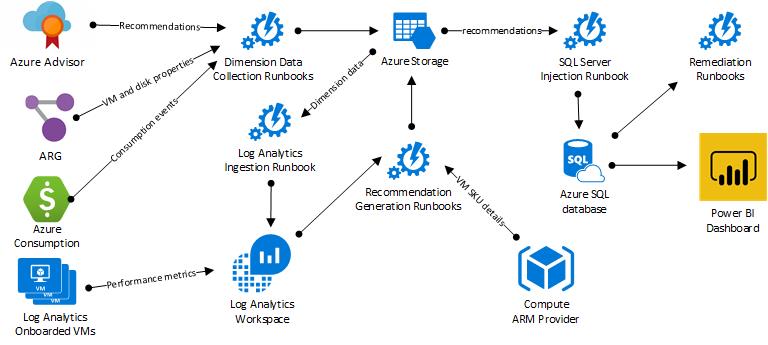 Recommendations
Azure Advisor
Dimension Data
Collection Runbooks
Azure Storage
recommendations
SQL Server
Injection Runbook
Remediation
Runbooks
VM and disk properties
Dimension data
ARG
Consumption events
Log Analytics
Ingestion Runbook
Recommendation
Generation Runbooks
VM SKU details
SQL
Azure SQL
database
Power BI
Dashboard
$
Azure
Consumption
VM
VM
VM
Performance metrics
Log Analytics
Onboarded VMs
Log Analytics
Workspace
Compute
ARM Provider